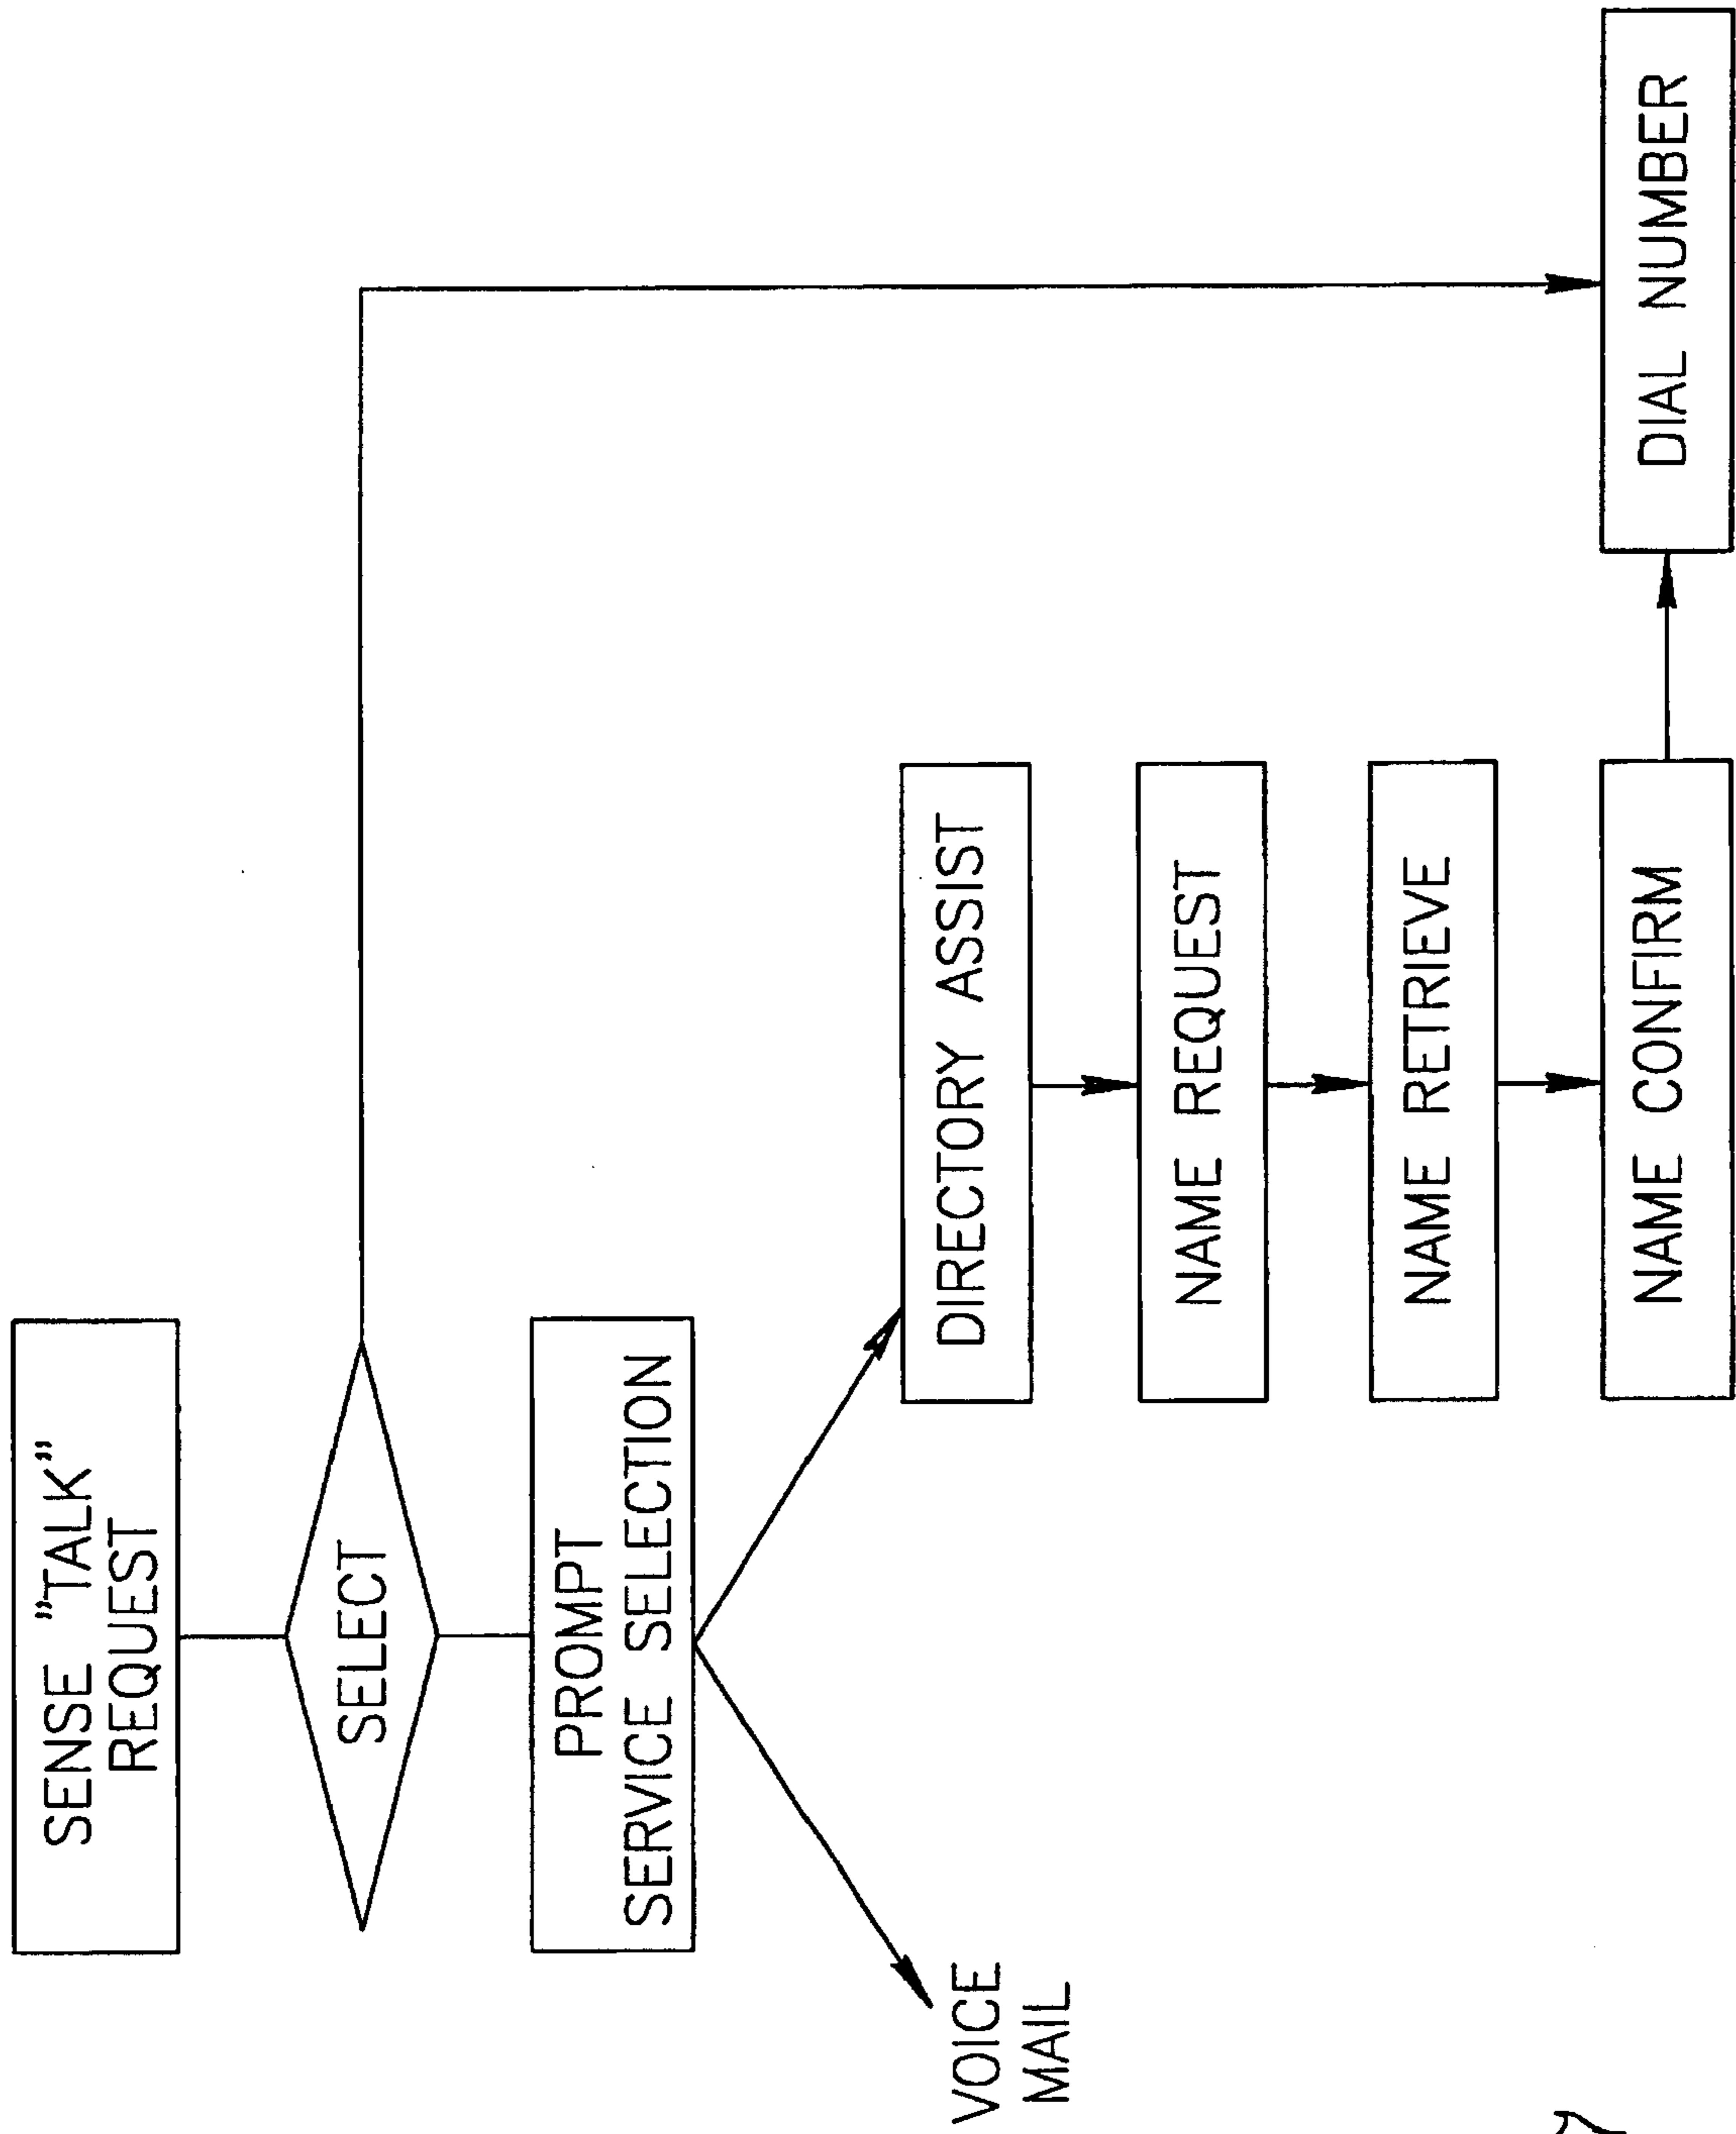 SENSE "TALK"
REQUEST
SELECT
PROMPT
SERVICE SELECTION
VOICE
MAIL
DIRECTORY ASSIST
NAME REQUEST
NAME RETRIEVE
NAME CONFIRM
DIAL NUMBER